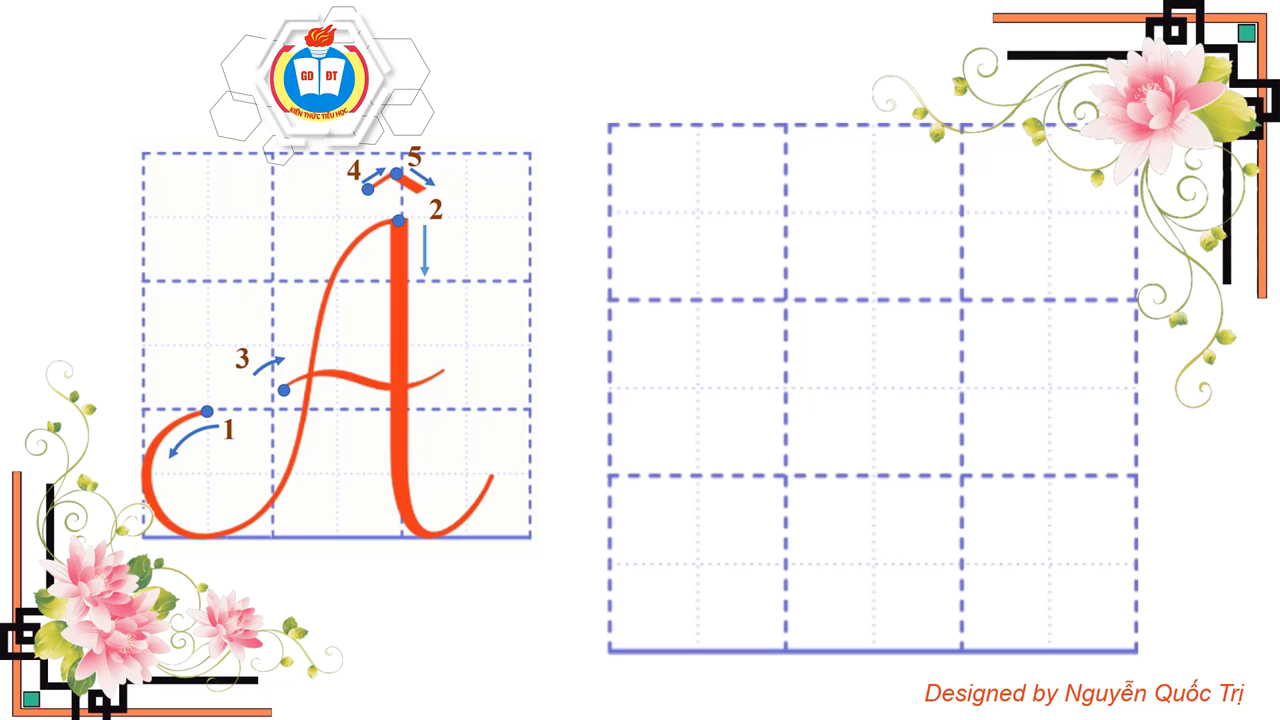 GD ĐT
KIẾN THỨC TIỂU HỌC
4
5
2
3
1
Â
Designed by Nguyễn Quốc Trị